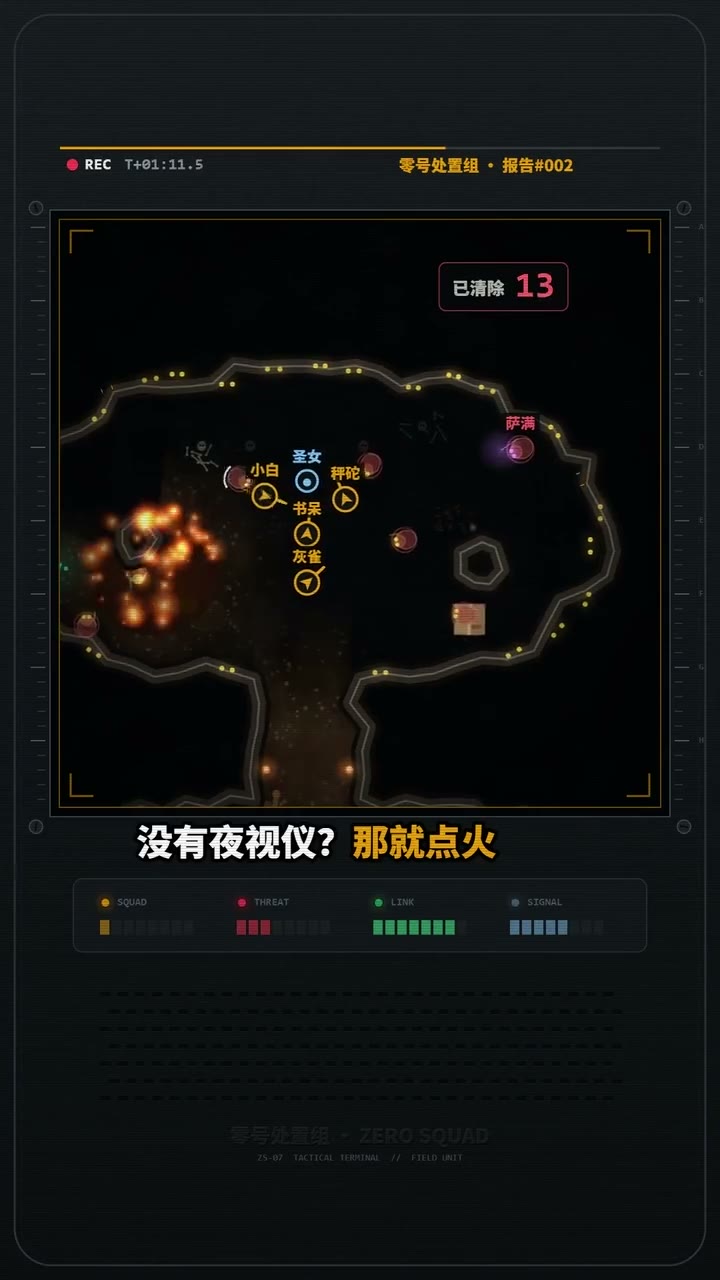 REC T+01:11.5 零号处置组 · 报告#002
已清除 13
萨满
圣女
小白
秤砣
书呆
灰雀
没有夜视仪？那就点火
SQUAD THREAT LINK SIGNAL
零号处置组 · ZERO SQUAD
ZS-07 TACTICAL TERMINAL // FIELD UNIT